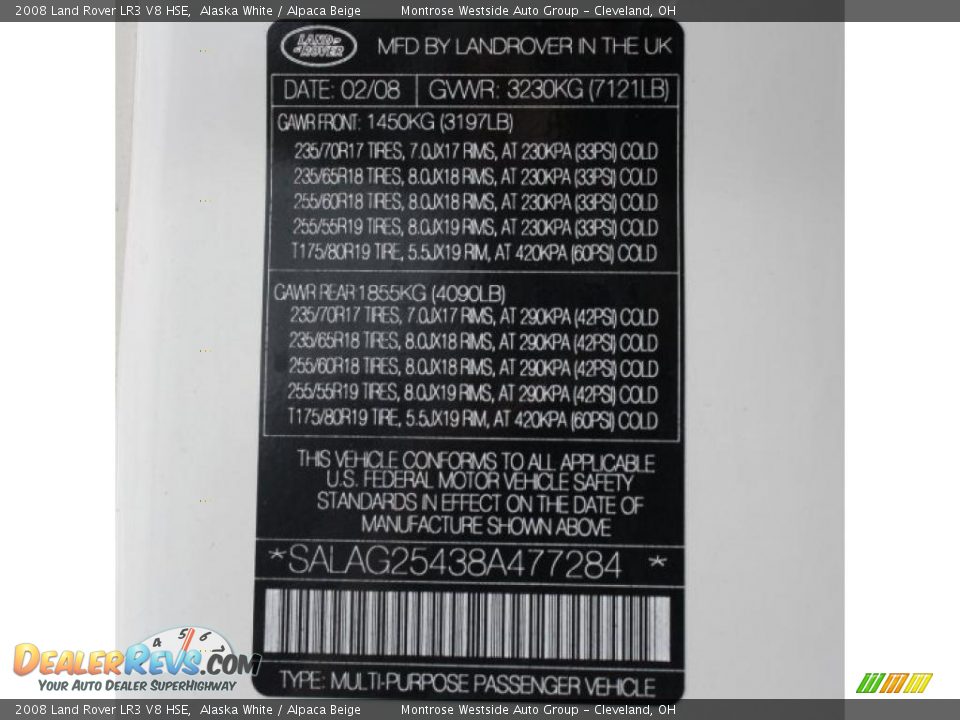 2008 Land Rover LR3 V8 HSE, Alaska White / Alpaca Beige Montrose Westside Auto Group - Cleveland, OH
LAND-ROVER
MFD BY LANDROVER IN THE UK
DATE: 02/08 GVWR: 3230KG (7121LB)
GAWR FRONT: 1450KG (3197LB)
235/70R17 TIRES, 7.0JX17 RIMS, AT 230KPA (33PSI) COLD
235/65R18 TIRES, 8.0JX18 RIMS, AT 230KPA (33PSI) COLD
255/60R18 TIRES, 8.0JX18 RIMS, AT 230KPA (33PSI) COLD
255/55R19 TIRES, 8.0JX19 RIMS, AT 230KPA (33PSI) COLD
T175/80R19 TIRE, 5.5JX19 RIM, AT 420KPA (60PSI) COLD
GAWR REAR 1855KG (4090LB)
235/70R17 TIRES, 7.0JX17 RIMS, AT 290KPA (42PSI) COLD
235/65R18 TIRES, 8.0JX18 RIMS, AT 290KPA (42PSI) COLD
255/60R18 TIRES, 8.0JX18 RIMS, AT 290KPA (42PSI) COLD
255/55R19 TIRES, 8.0JX19 RIMS, AT 290KPA (42PSI) COLD
T175/80R19 TIRE, 5.5JX19 RIM, AT 420KPA (60PSI) COLD
THIS VEHICLE CONFORMS TO ALL APPLICABLE
U.S. FEDERAL MOTOR VEHICLE SAFETY
STANDARDS IN EFFECT ON THE DATE OF
MANUFACTURE SHOWN ABOVE
*SALAG25438A477284 *
TYPE: MULTI-PURPOSE PASSENGER VEHICLE
4 5 6
DEALERREVS.COM
YOUR AUTO DEALER SUPERHIGHWAY
2008 Land Rover LR3 V8 HSE, Alaska White / Alpaca Beige Montrose Westside Auto Group - Cleveland, OH